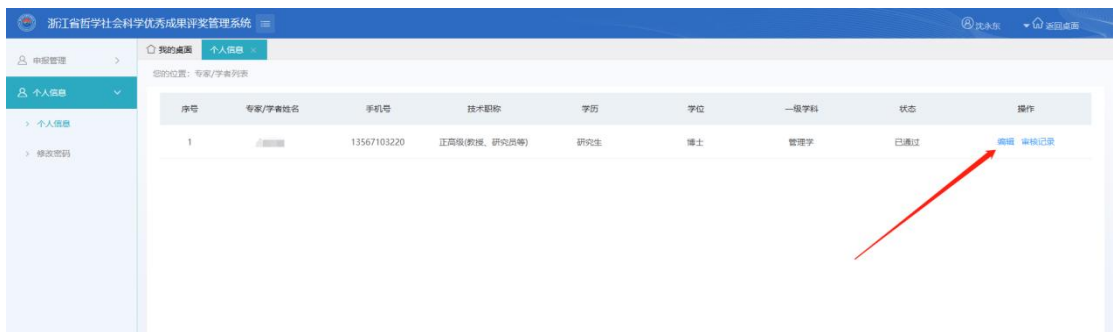 浙江省哲学社会科学优秀成果评奖管理系统
沈永东
返回桌面
申报管理
个人信息
个人信息
修改密码
我的桌面 个人信息 ×
您的位置：专家/学者列表
序号 专家/学者姓名 手机号 技术职称 学历 学位 一级学科 状态 操作
1 13567103220 正高级(教授、研究员等) 研究生 博士 管理学 已通过 编辑 审核记录